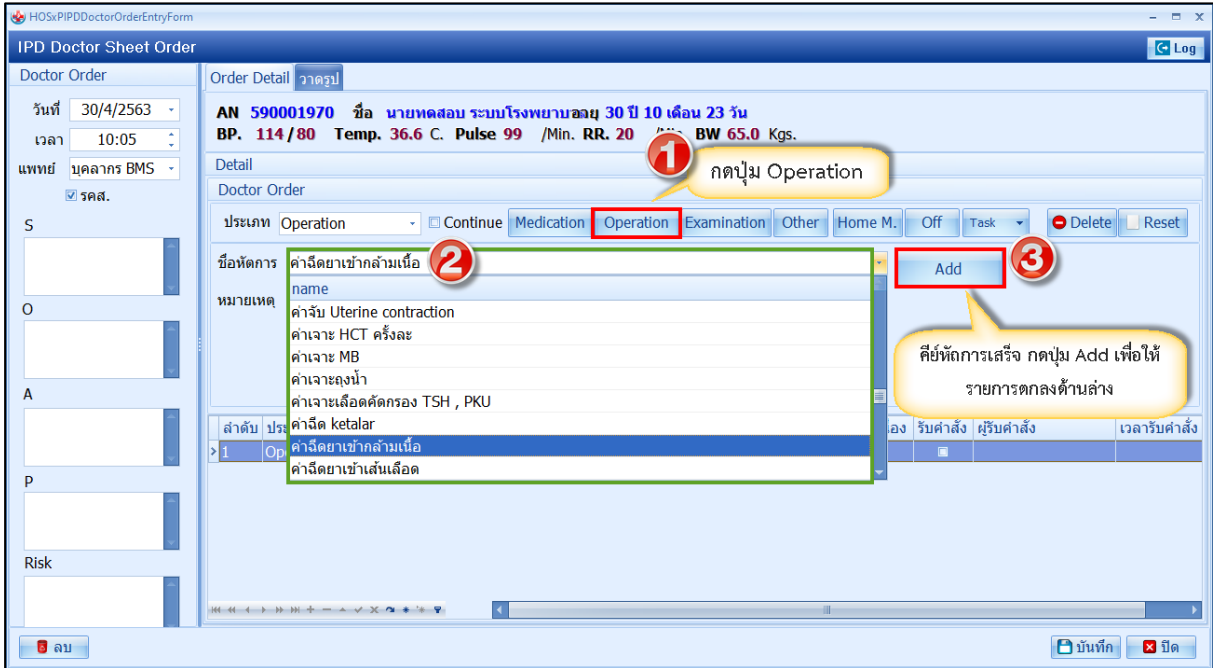 HOSxPIPDDoctorOrderEntryForm
IPD Doctor Sheet Order
Log
Doctor Order
Order Detail วาดรูป
วันที่ 30/4/2563
เวลา 10:05
แพทย์ บุคลากร BMS
รคส.
AN 590001970 ชื่อ นายทดสอบ ระบบโรงพยาบาล อายุ 30 ปี 10 เดือน 23 วัน
BP. 114 / 80 Temp. 36.6 C. Pulse 99 /Min. RR. 20 BW 65.0 Kgs.
1
กดปุ่ม Operation
Detail
Doctor Order
ประเภท Operation Continue Medication Operation Examination Other Home M. Off Task Delete Reset
ชื่อหัตการ ค่าฉีดยาเข้ากล้ามเนื้อ 2 Add 3
หมายเหตุ
name
ค่าจับ Uterine contraction
ค่าเจาะ HCT ครั้งละ
ค่าเจาะ MB
ค่าเจาะถุงน้ำ
ค่าเจาะเลือดคัดกรอง TSH , PKU
ค่าฉีด ketalar
ค่าฉีดยาเข้ากล้ามเนื้อ
ค่าฉีดยาเข้าเส้นเลือด
คีย์หัถการเสร็จ กดปุ่ม Add เพื่อให้
รายการตกลงด้านล่าง
ลำดับ ประ อง รับคำสั่ง ผู้รับคำสั่ง เวลารับคำสั่ง
1 Op
S
O
A
P
Risk
ลบ
บันทึก ปิด